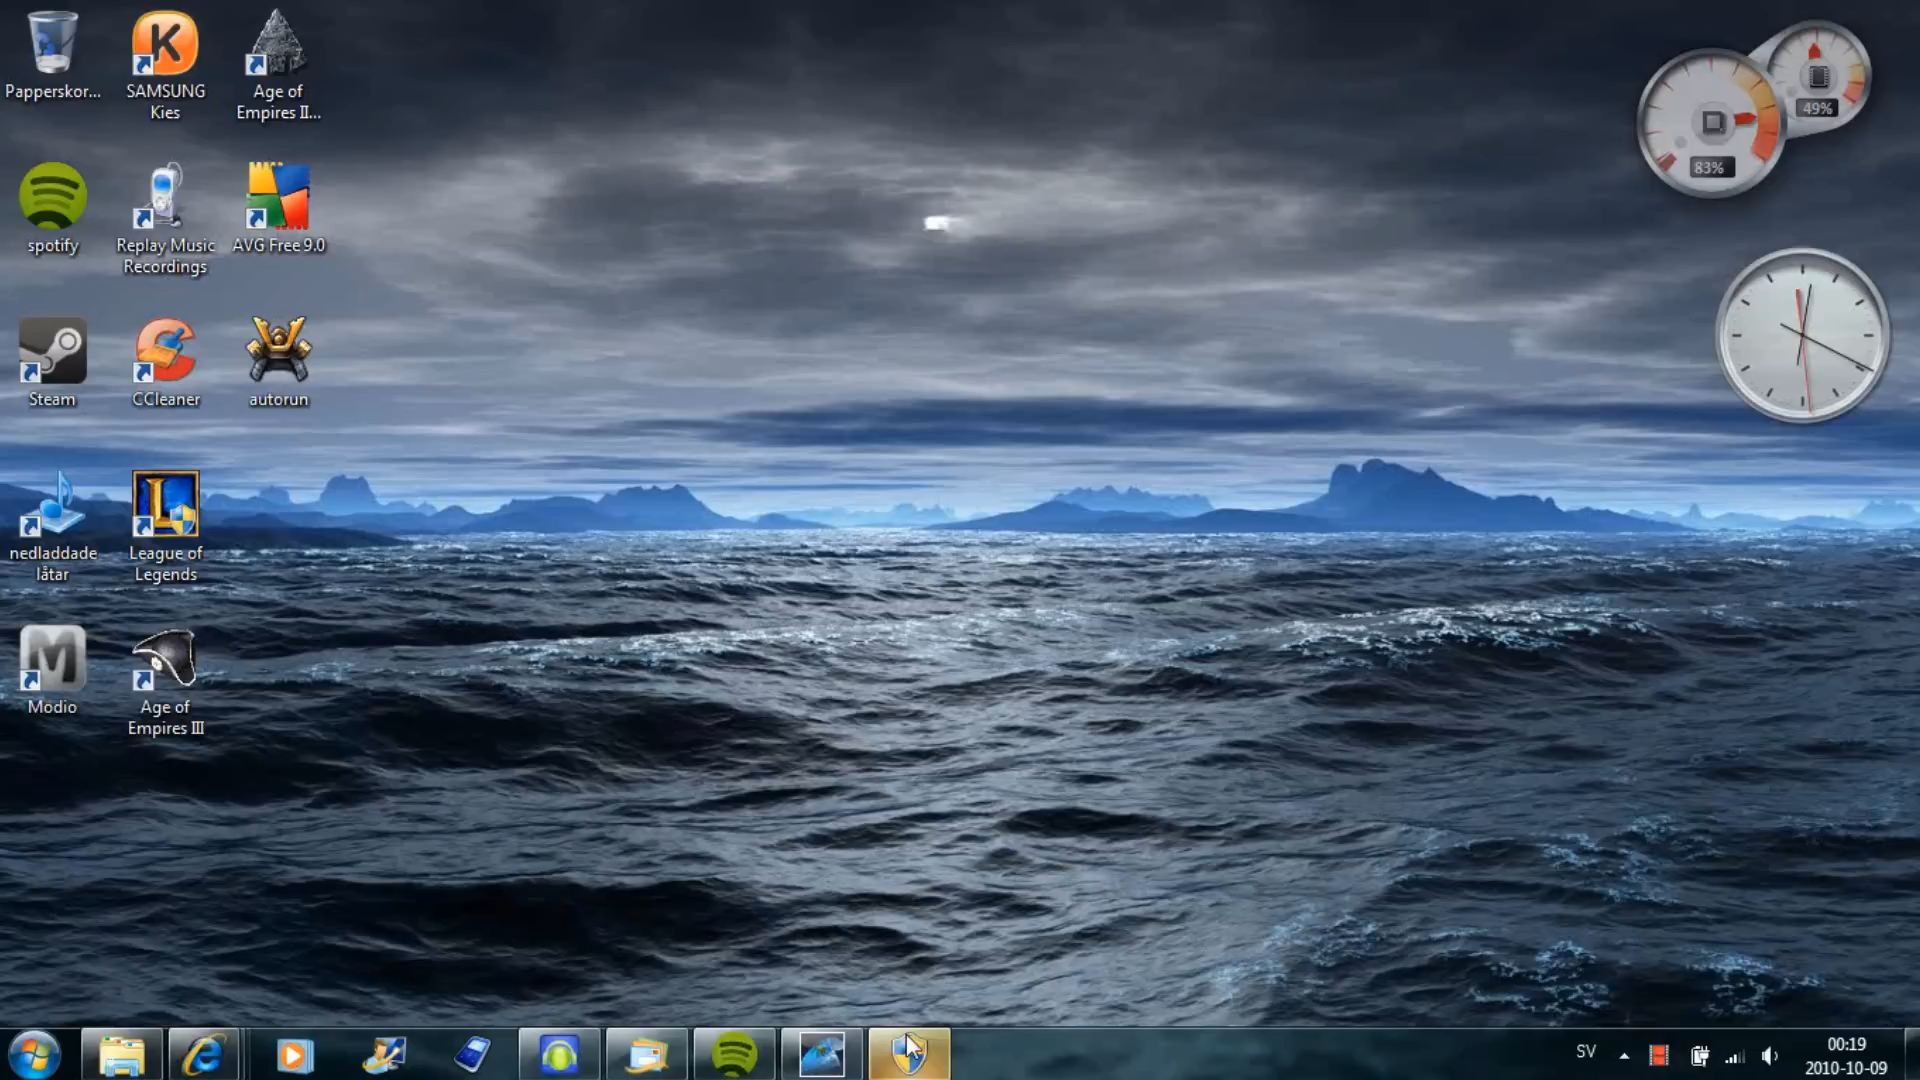 Papperskor...
SAMSUNG
Kies
Age of
Empires II...
49%
83%
spotify
Replay Music
Recordings
AVG Free 9.0
Steam
CCleaner
autorun
nedladdade
låtar
League of
Legends
Modio
Age of
Empires III
SV
00:19
2010-10-09